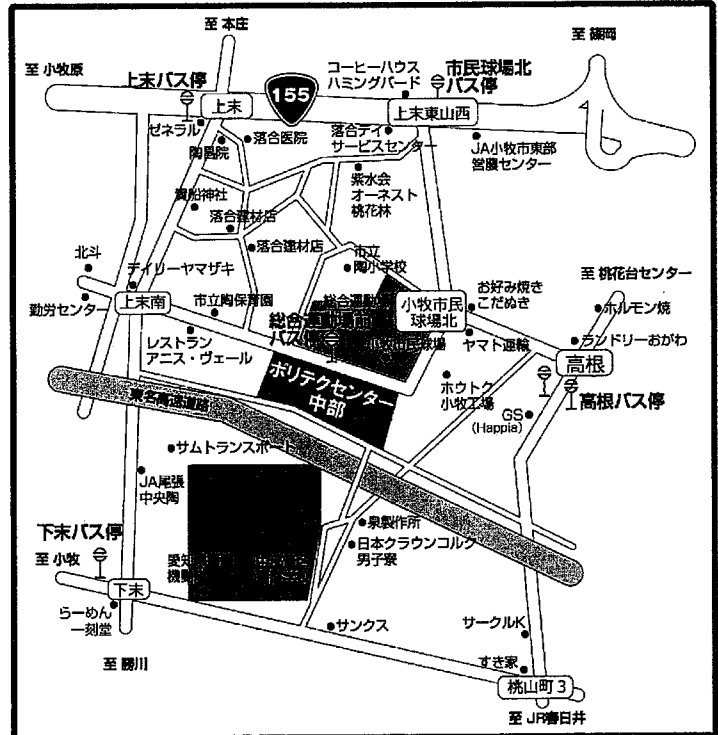 至 本庄
至 篠岡
至 小牧原
上末バス停
155
コーヒーハウス
ハミングバード
市民球場北
バス停
上末
上末東山西
ゼネラル
落合医院
陶昌院
落合デイ
サービスセンター
JA小牧市東部
営農センター
紫水会
オーネスト
桃花林
貴船神社
落合建材店
落合建材店
市立
陶小学校
北斗
デイリーヤマザキ
至 桃花台センター
勤労センター
上末南
市立陶保育園
総合運動場前
バス停
小牧市民球場
小牧市民
球場北
お好み焼き
こだぬき
ホルモン焼
ヤマト運輸
ランドリーおがわ
高根
レストラン
アニス・ヴェール
ポリテクセンター
中部
ホウトク
小牧工場
高根バス停
GS
(Happia)
東名高速道路
サムトランスポート
JA尾張
中央陶
下末バス停
至 小牧
愛知
機動
泉製作所
日本クラウンコルク
男子寮
下末
らーめん
一刻堂
サンクス
サークルK
至 勝川
すき家
桃山町3
至 JR春日井